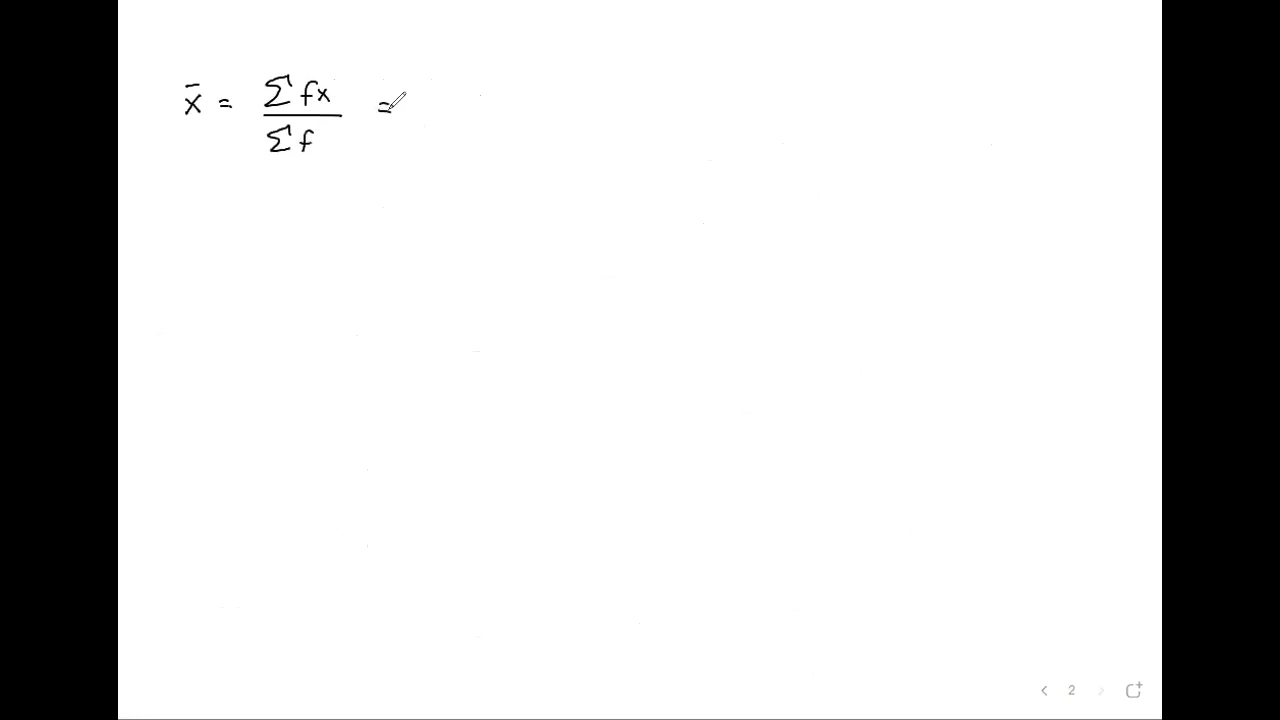 x̄ = Σfx / Σf =
2